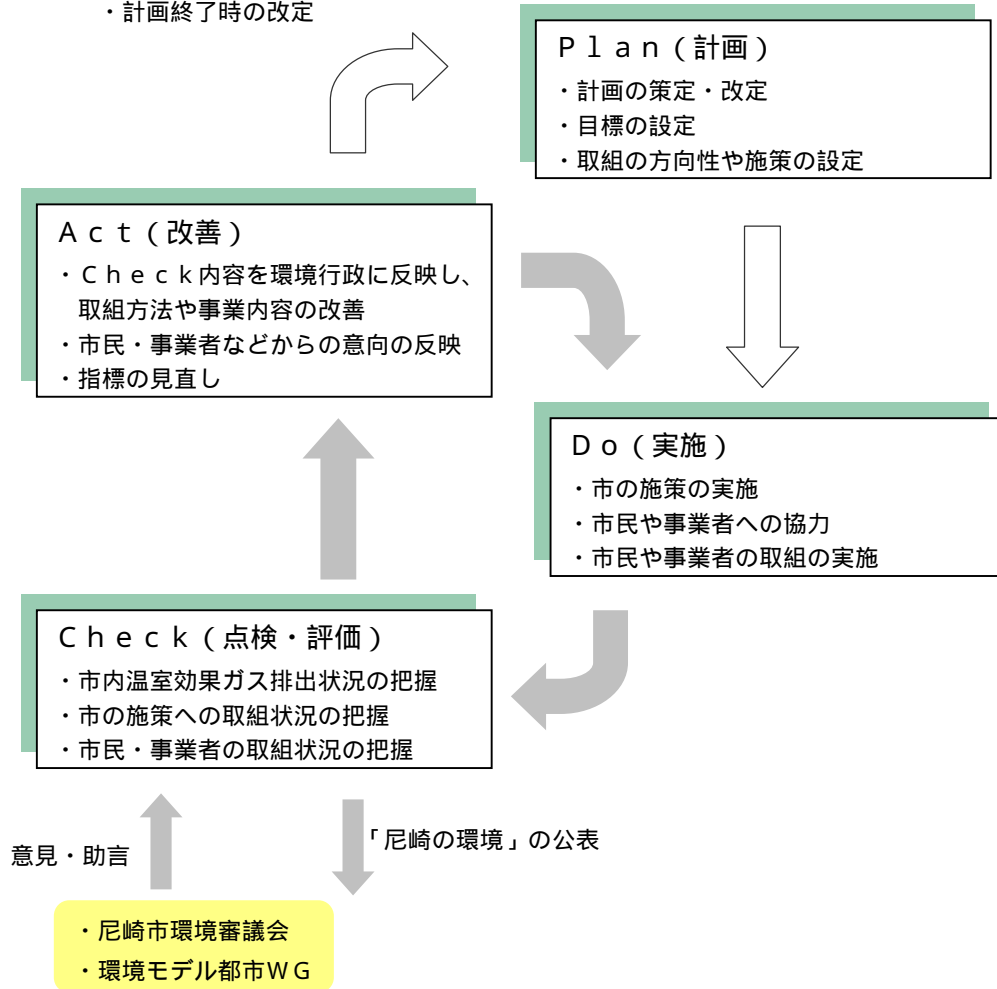 ・計画終了時の改定
Ｐｌａｎ（計画）
・計画の策定・改定
・目標の設定
・取組の方向性や施策の設定
Ａｃｔ（改善）
・Ｃｈｅｃｋ内容を環境行政に反映し、
取組方法や事業内容の改善
・市民・事業者などからの意向の反映
・指標の見直し
Ｄｏ（実施）
・市の施策の実施
・市民や事業者への協力
・市民や事業者の取組の実施
Ｃｈｅｃｋ（点検・評価）
・市内温室効果ガス排出状況の把握
・市の施策への取組状況の把握
・市民・事業者の取組状況の把握
意見・助言
「尼崎の環境」の公表
・尼崎市環境審議会
・環境モデル都市ＷＧ